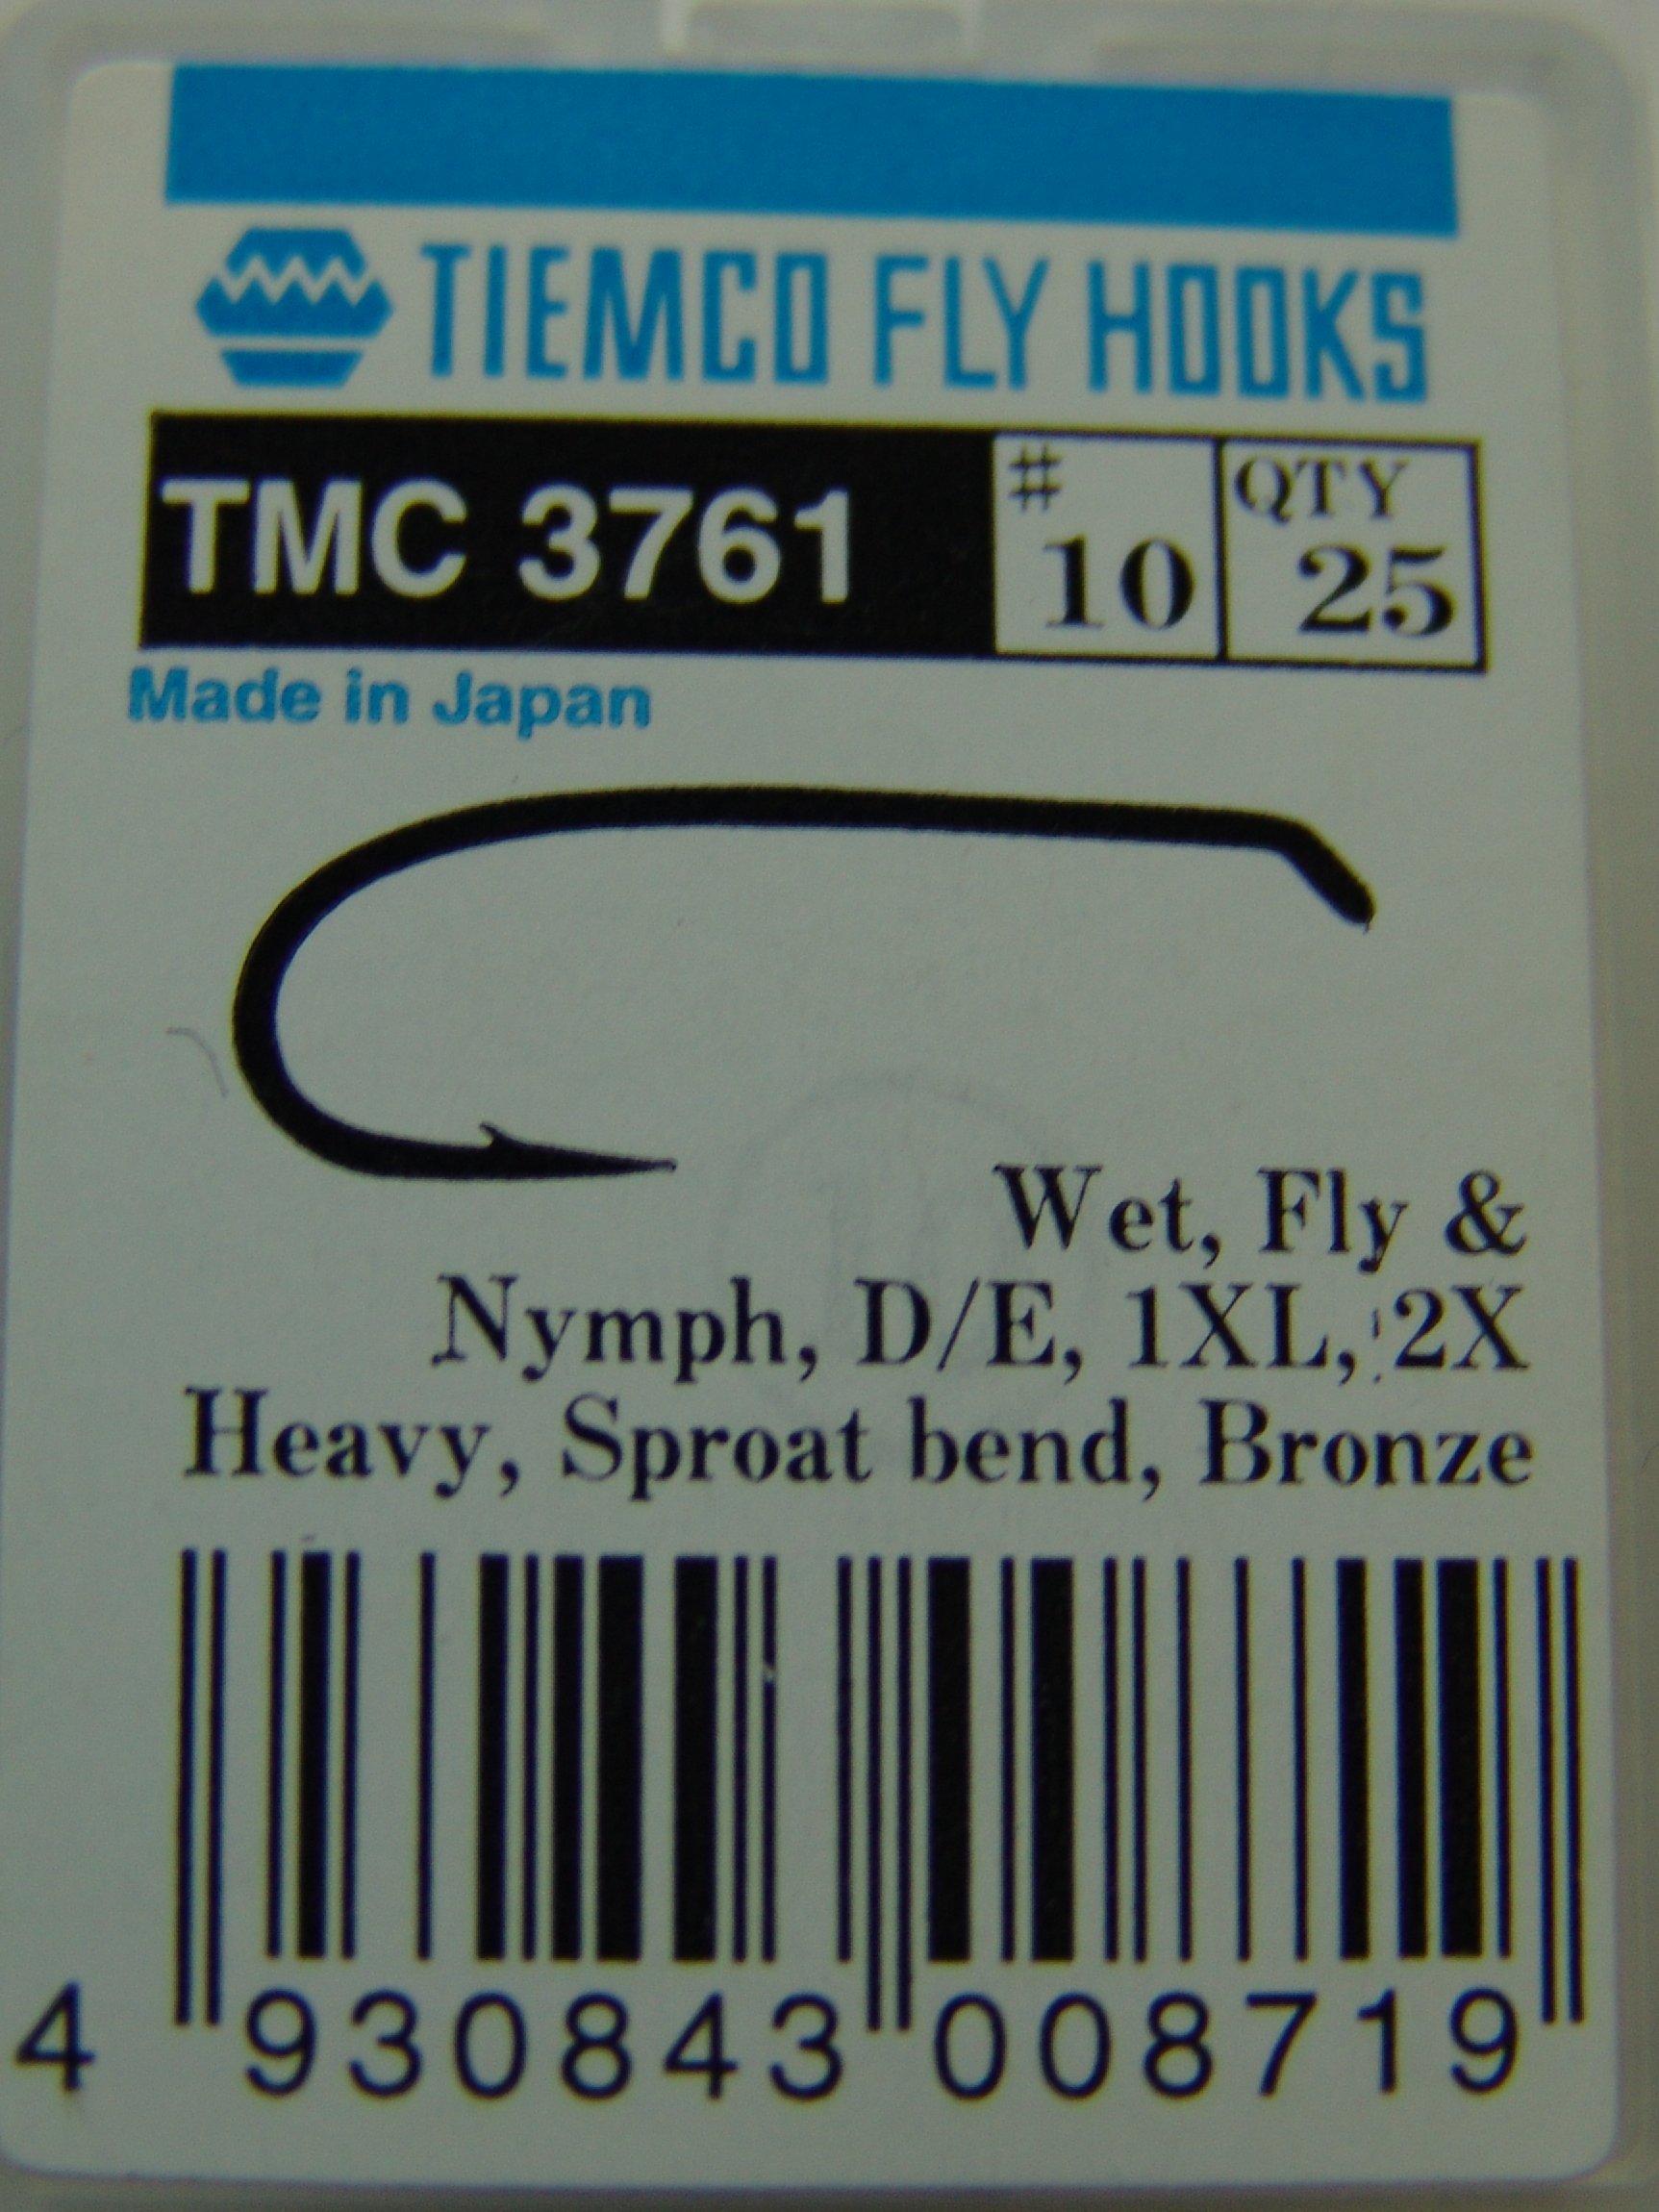 TIEMCO FLY HOOKS
TMC 3761
#
10
QTY
25
Made in Japan
Wet, Fly &
Nymph, D/E, 1XL, 2X
Heavy, Sproat bend, Bronze
4 930843 008719